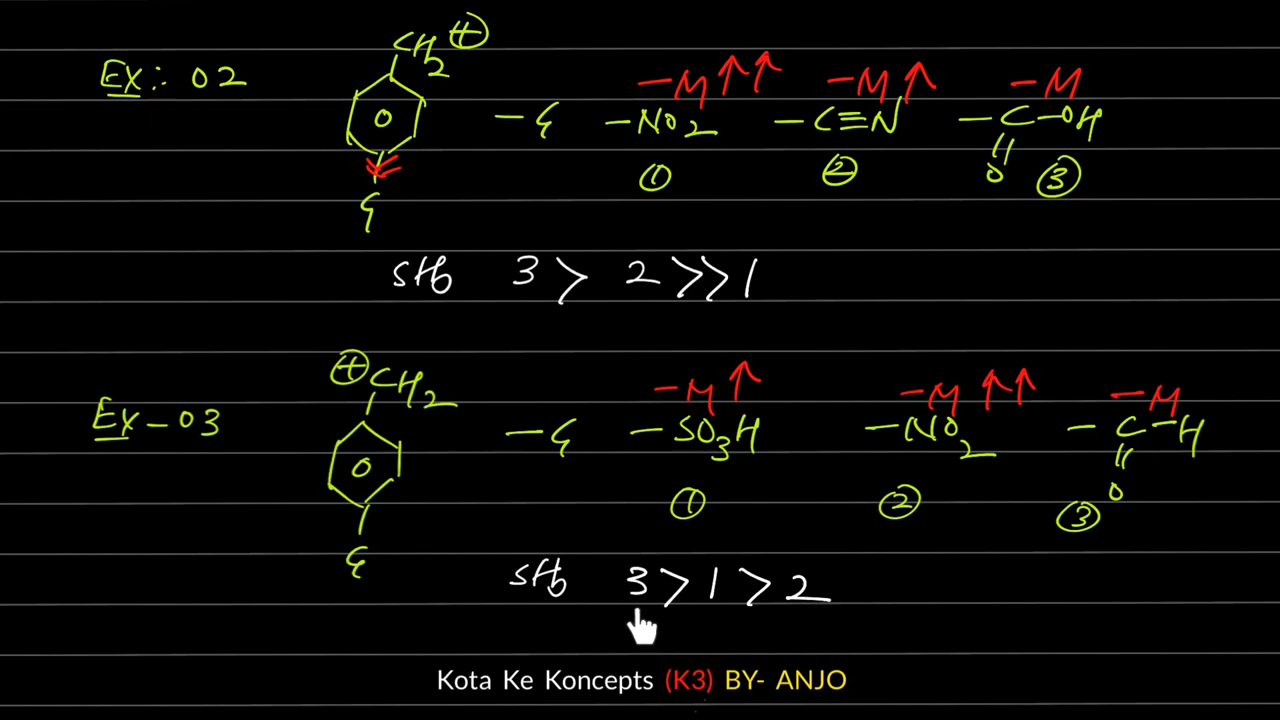 CH2 ⊕
Ex:- 02
-M↑↑ -M↑ -M
-G -NO2 -C≡N -C-OH
O
① ② ③
G
stb 3 > 2 >> 1
⊕CH2
-M↑ -M↑↑ -M
Ex-03 -G -SO3H -NO2 -C-H
O
① ② ③
G
stb 3 > 1 > 2
Kota Ke Koncepts (K3) BY- ANJO